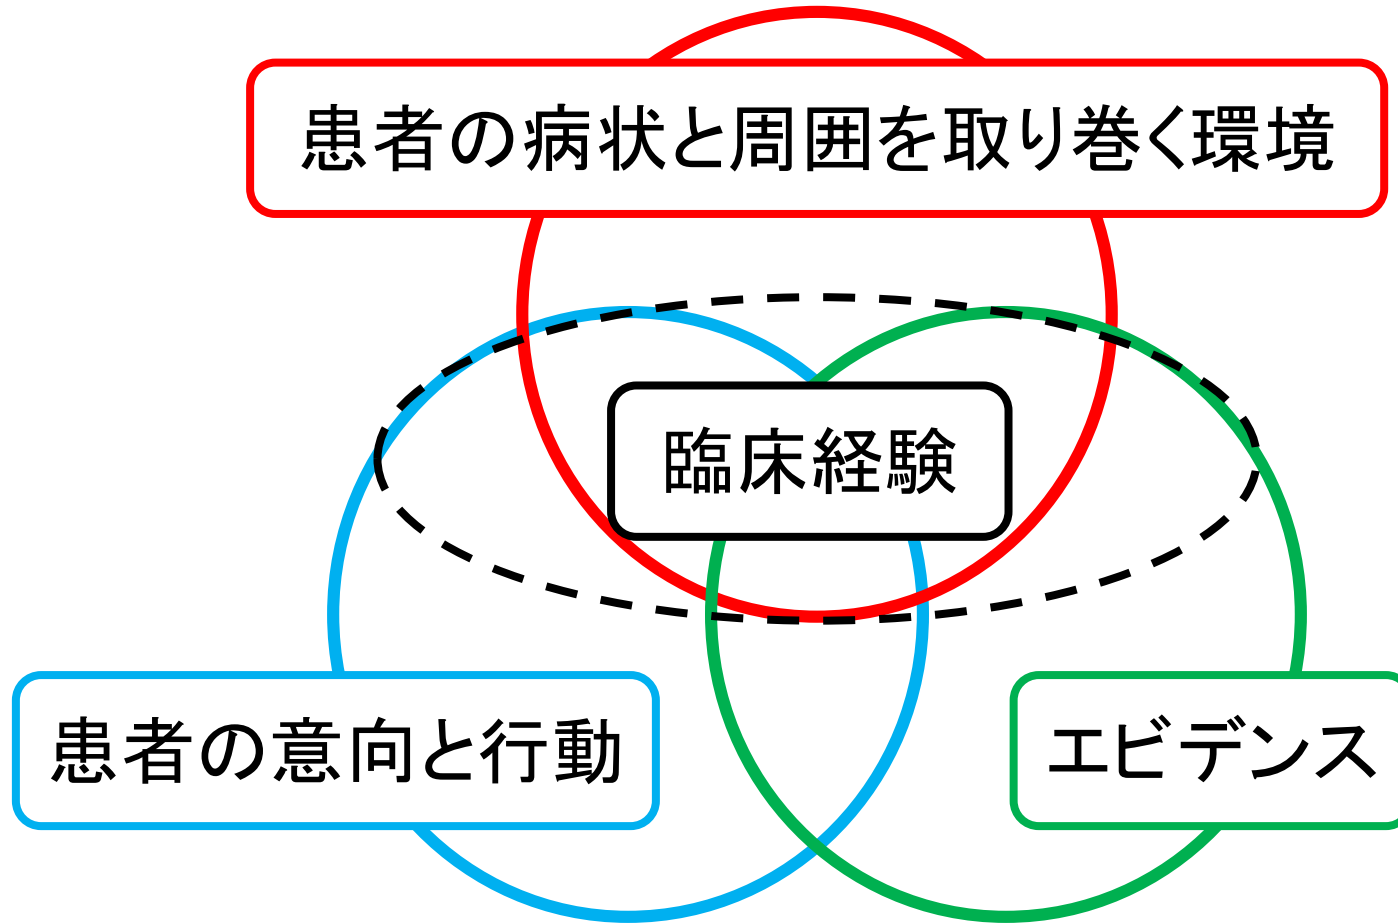 患者の病状と周囲を取り巻く環境
臨床経験
患者の意向と行動
エビデンス